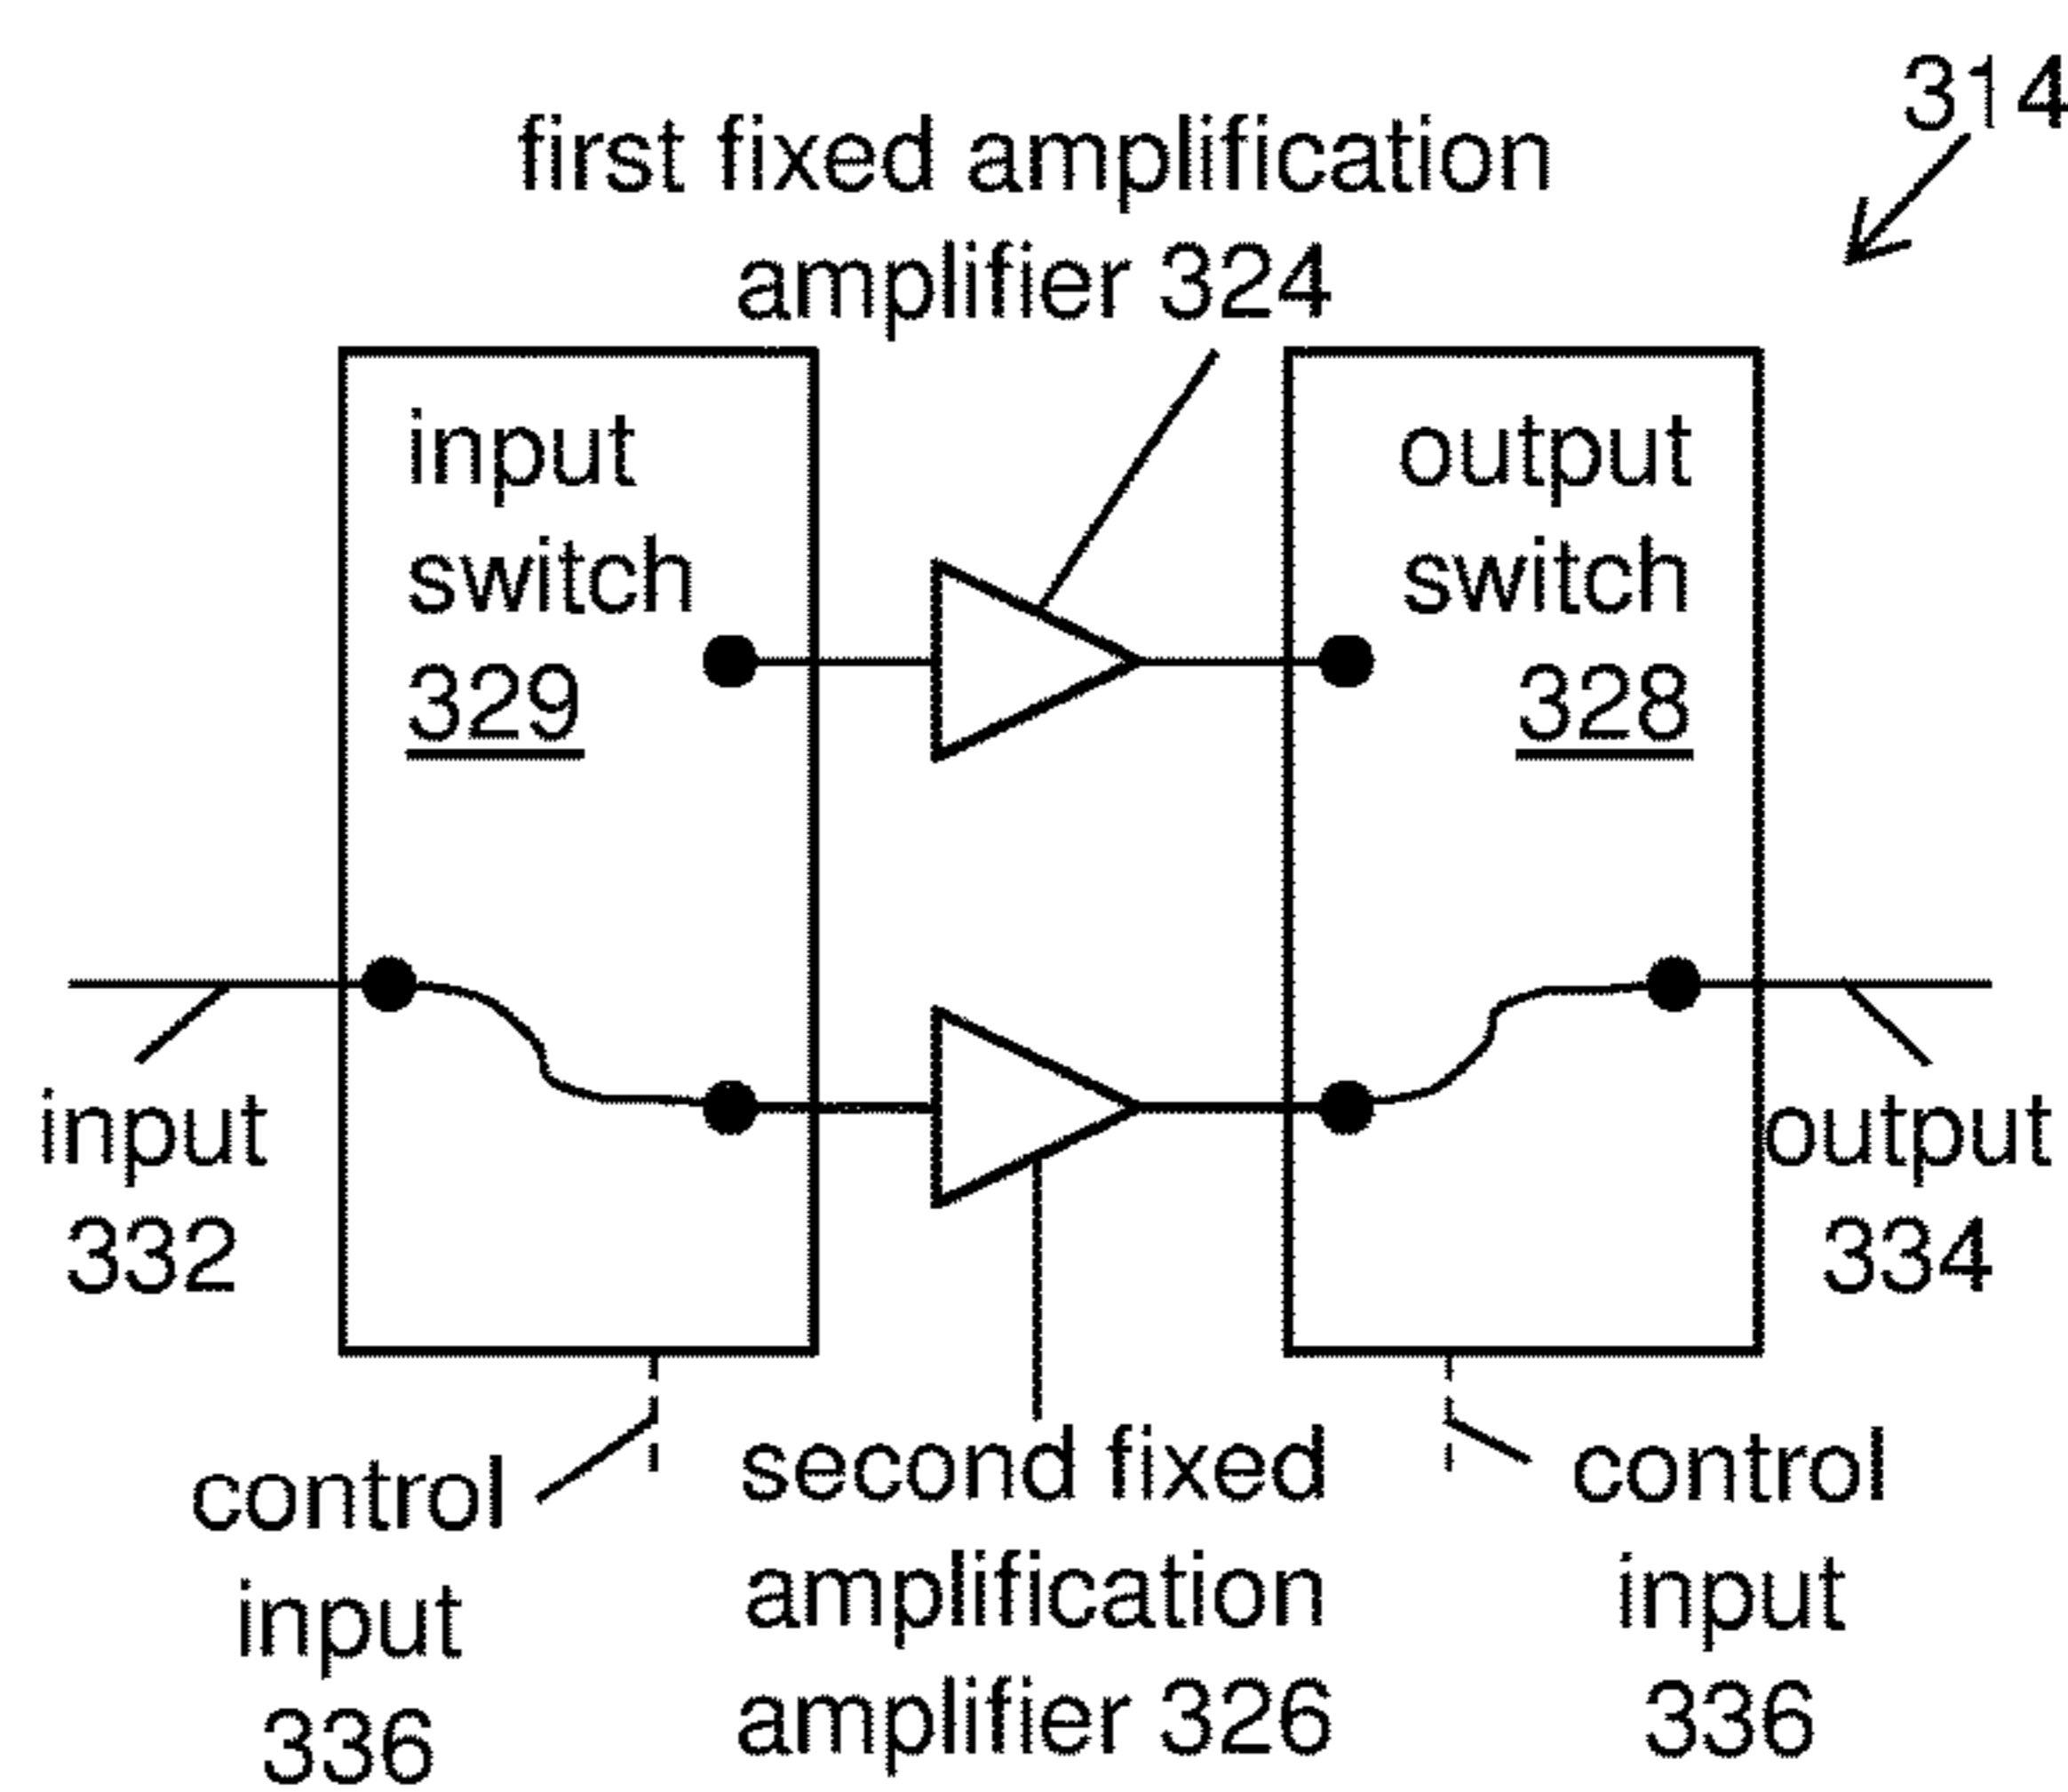 314
first fixed amplification
amplifier 324
input
switch
329
output
switch
328
input
332
output
334
control
input
336
second fixed
amplification
amplifier 326
control
input
336